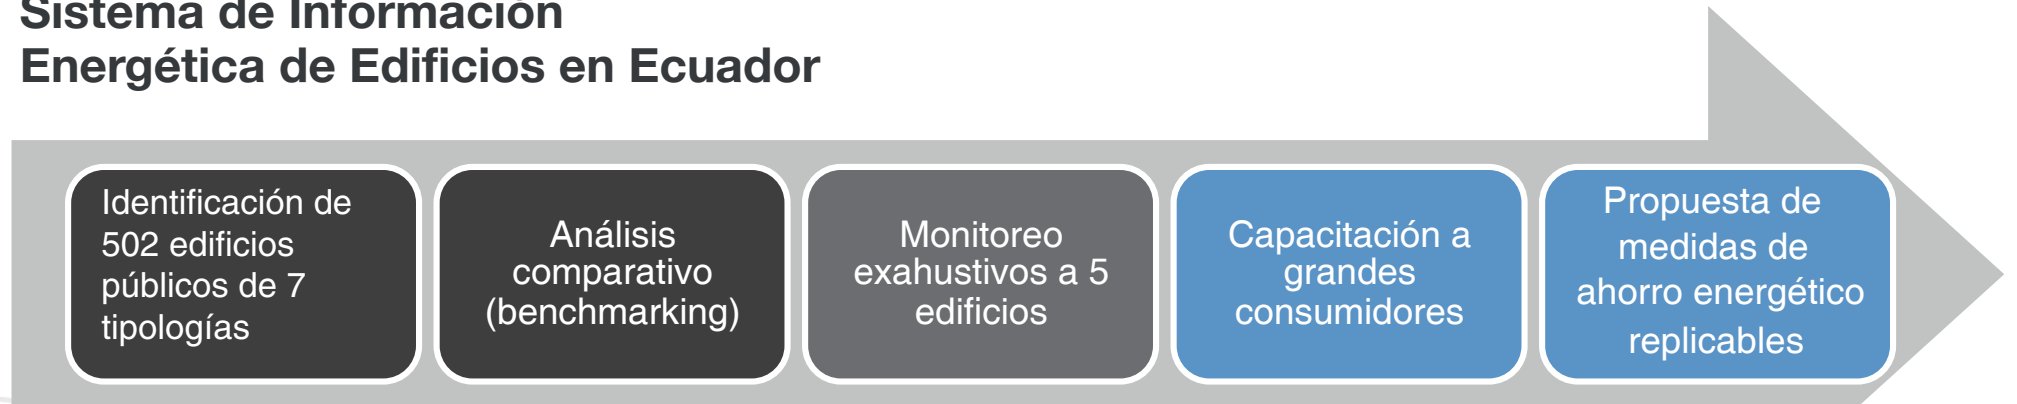 Sistema de Información
Energética de Edificios en Ecuador
Identificación de
502 edificios
públicos de 7
tipologías
Análisis
comparativo
(benchmarking)
Monitoreo
exahustivos a 5
edificios
Capacitación a
grandes
consumidores
Propuesta de
medidas de
ahorro energético
replicables